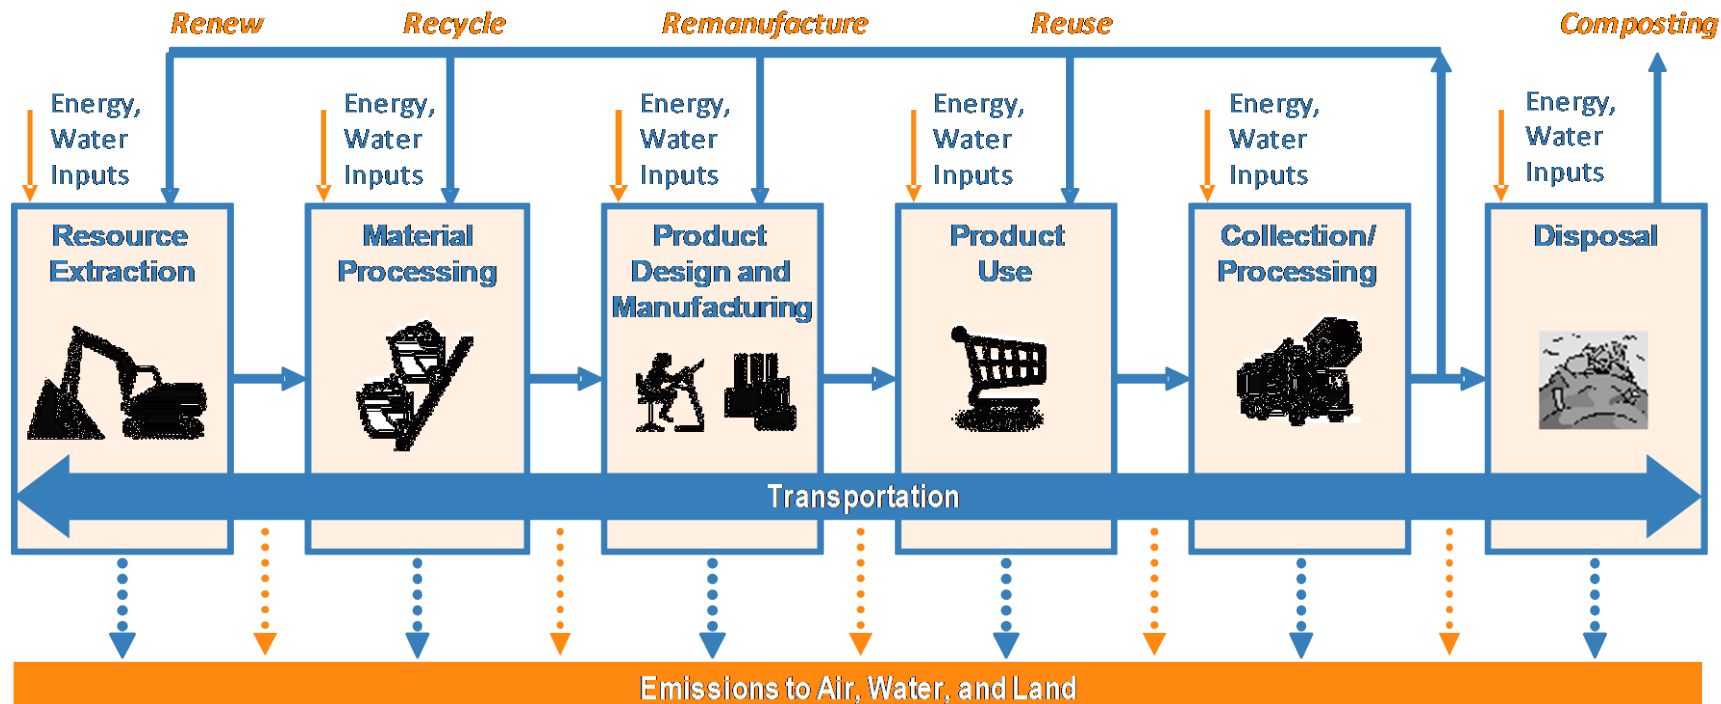 Renew
Recycle
Remanufacture
Reuse
Composting
Energy,
Water
Inputs
Energy,
Water
Inputs
Energy,
Water
Inputs
Energy,
Water
Inputs
Energy,
Water
Inputs
Energy,
Water
Inputs
Resource
Extraction
Material
Processing
Product
Design and
Manufacturing
Product
Use
Collection/
Processing
Disposal
Transportation
Emissions to Air, Water, and Land